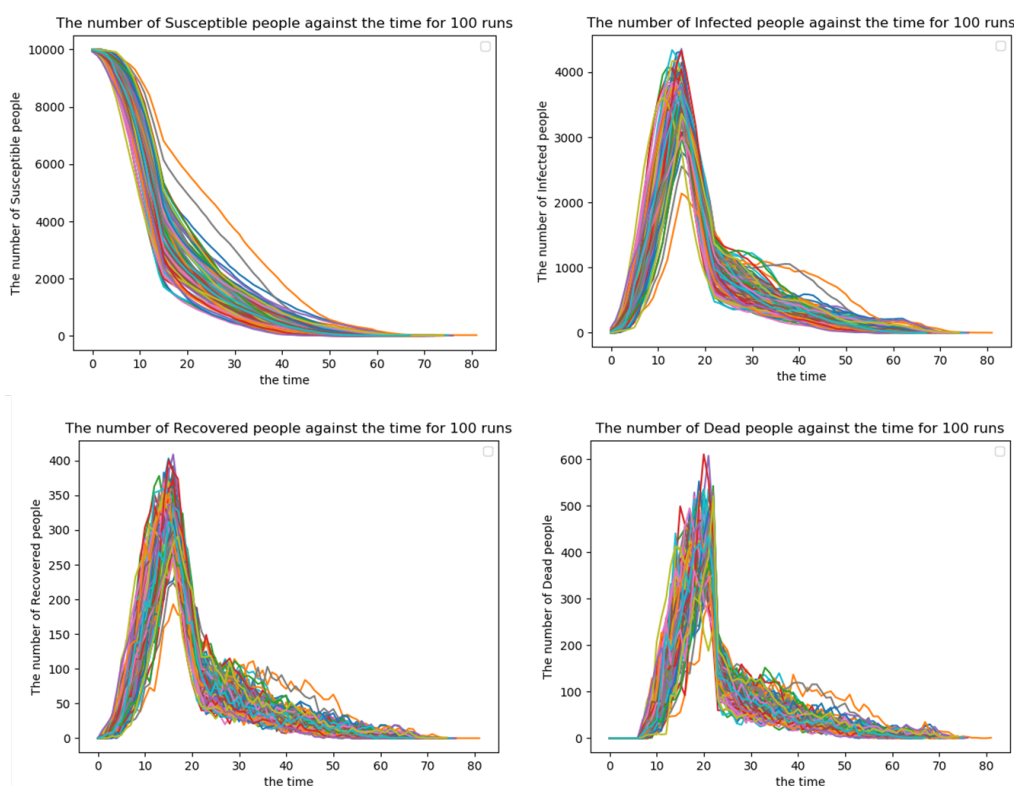 The number of Susceptible people against the time for 100 runs
The number of Susceptible people
10000
8000
6000
4000
2000
0
0 10 20 30 40 50 60 70 80
the time
The number of Infected people against the time for 100 runs
The number of Infected people
4000
3000
2000
1000
0
0 10 20 30 40 50 60 70 80
the time
The number of Recovered people against the time for 100 runs
The number of Recovered people
400
350
300
250
200
150
100
50
0
0 10 20 30 40 50 60 70 80
the time
The number of Dead people against the time for 100 runs
The number of Dead people
600
500
400
300
200
100
0
0 10 20 30 40 50 60 70 80
the time